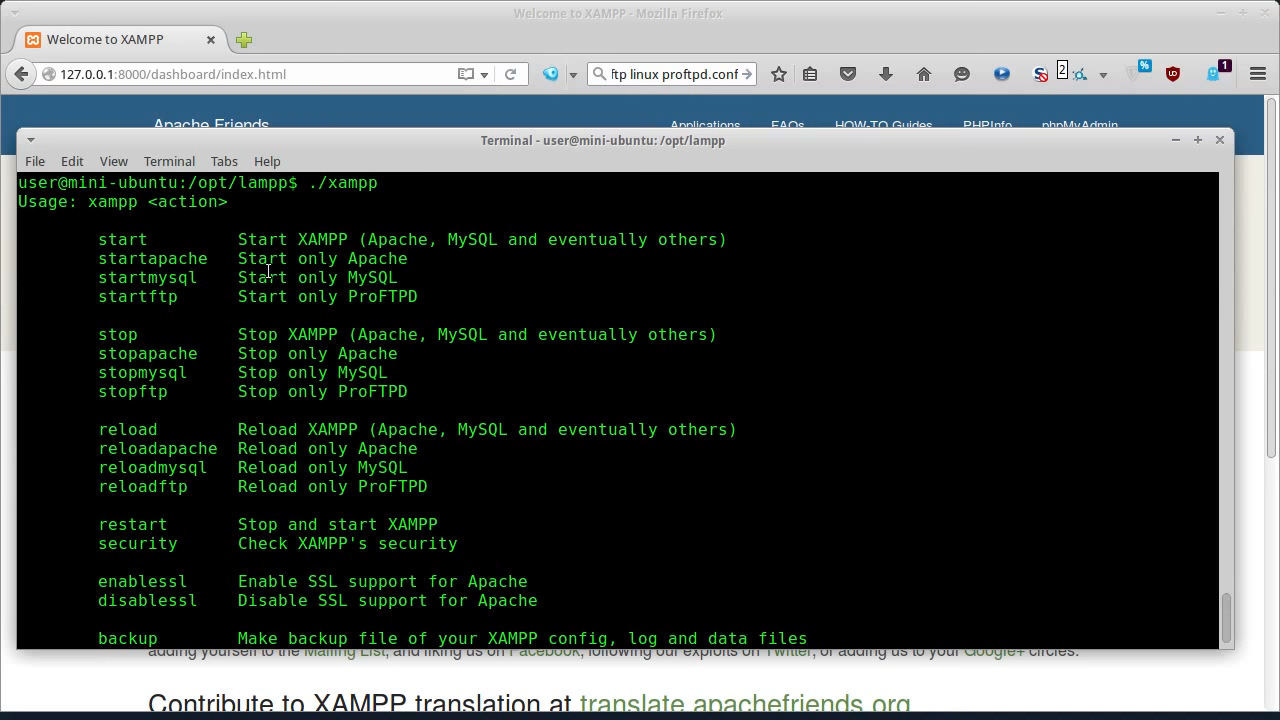 Welcome to XAMPP - Mozilla Firefox
Welcome to XAMPP
127.0.0.1:8000/dashboard/index.html
ftp linux proftpd.conf
2
%
1
Apache Friends
Applications FAQs HOW-TO Guides PHPInfo phpMyAdmin
Terminal - user@mini-ubuntu: /opt/lampp
File Edit View Terminal Tabs Help
user@mini-ubuntu:/opt/lampp$ ./xampp
Usage: xampp <action>
start Start XAMPP (Apache, MySQL and eventually others)
startapache Start only Apache
startmysql Start only MySQL
startftp Start only ProFTPD
stop Stop XAMPP (Apache, MySQL and eventually others)
stopapache Stop only Apache
stopmysql Stop only MySQL
stopftp Stop only ProFTPD
reload Reload XAMPP (Apache, MySQL and eventually others)
reloadapache Reload only Apache
reloadmysql Reload only MySQL
reloadftp Reload only ProFTPD
restart Stop and start XAMPP
security Check XAMPP's security
enablessl Enable SSL support for Apache
disablessl Disable SSL support for Apache
backup Make backup file of your XAMPP config, log and data files
adding yourself to the Mailing List, and liking us on Facebook, following our exploits on Twitter, or adding us to your Google+ circles.
Contribute to XAMPP translation at translate.apachefriends.org